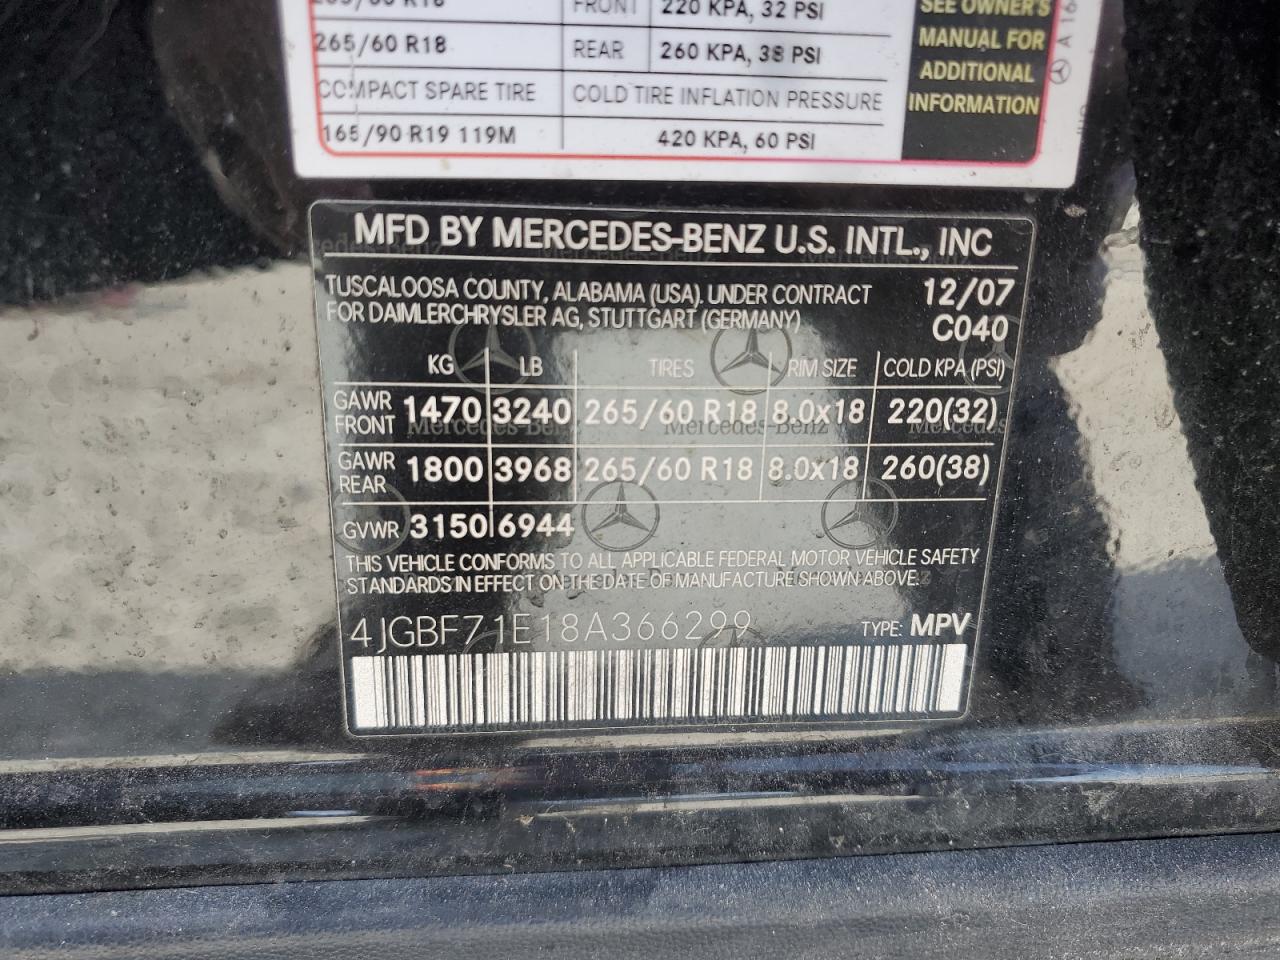 265/60 R18 FRONT 220 KPA, 32 PSI
265/60 R18 REAR 260 KPA, 38 PSI
COMPACT SPARE TIRE COLD TIRE INFLATION PRESSURE
165/90 R19 119M 420 KPA, 60 PSI
SEE OWNER'S
MANUAL FOR
ADDITIONAL
INFORMATION
MFD BY MERCEDES-BENZ U.S. INTL., INC
TUSCALOOSA COUNTY, ALABAMA (USA). UNDER CONTRACT 12/07
FOR DAIMLERCHRYSLER AG, STUTTGART (GERMANY) C040
KG LB TIRES RIM SIZE COLD KPA (PSI)
GAWR FRONT 1470 3240 265/60 R18 8.0x18 220(32)
GAWR REAR 1800 3968 265/60 R18 8.0x18 260(38)
GVWR 3150 6944
THIS VEHICLE CONFORMS TO ALL APPLICABLE FEDERAL MOTOR VEHICLE SAFETY
STANDARDS IN EFFECT ON THE DATE OF MANUFACTURE SHOWN ABOVE.
4JGBF71E18A366299 TYPE: MPV